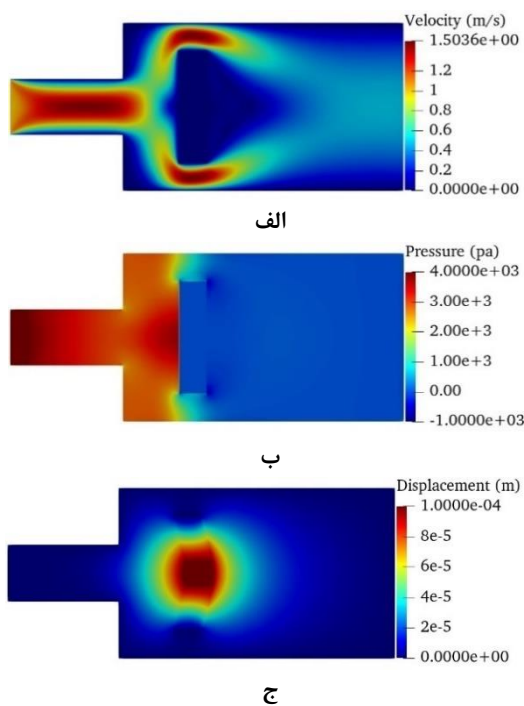 Velocity (m/s)
1.5036e+00
1.2
1
0.8
0.6
0.4
0.2
0.0000e+00
الف
Pressure (pa)
4.0000e+03
3.00e+3
2.00e+3
1.00e+3
0.00
-1.0000e+03
ب
Displacement (m)
1.0000e-04
8e-5
6e-5
4e-5
2e-5
0.0000e+00
ج